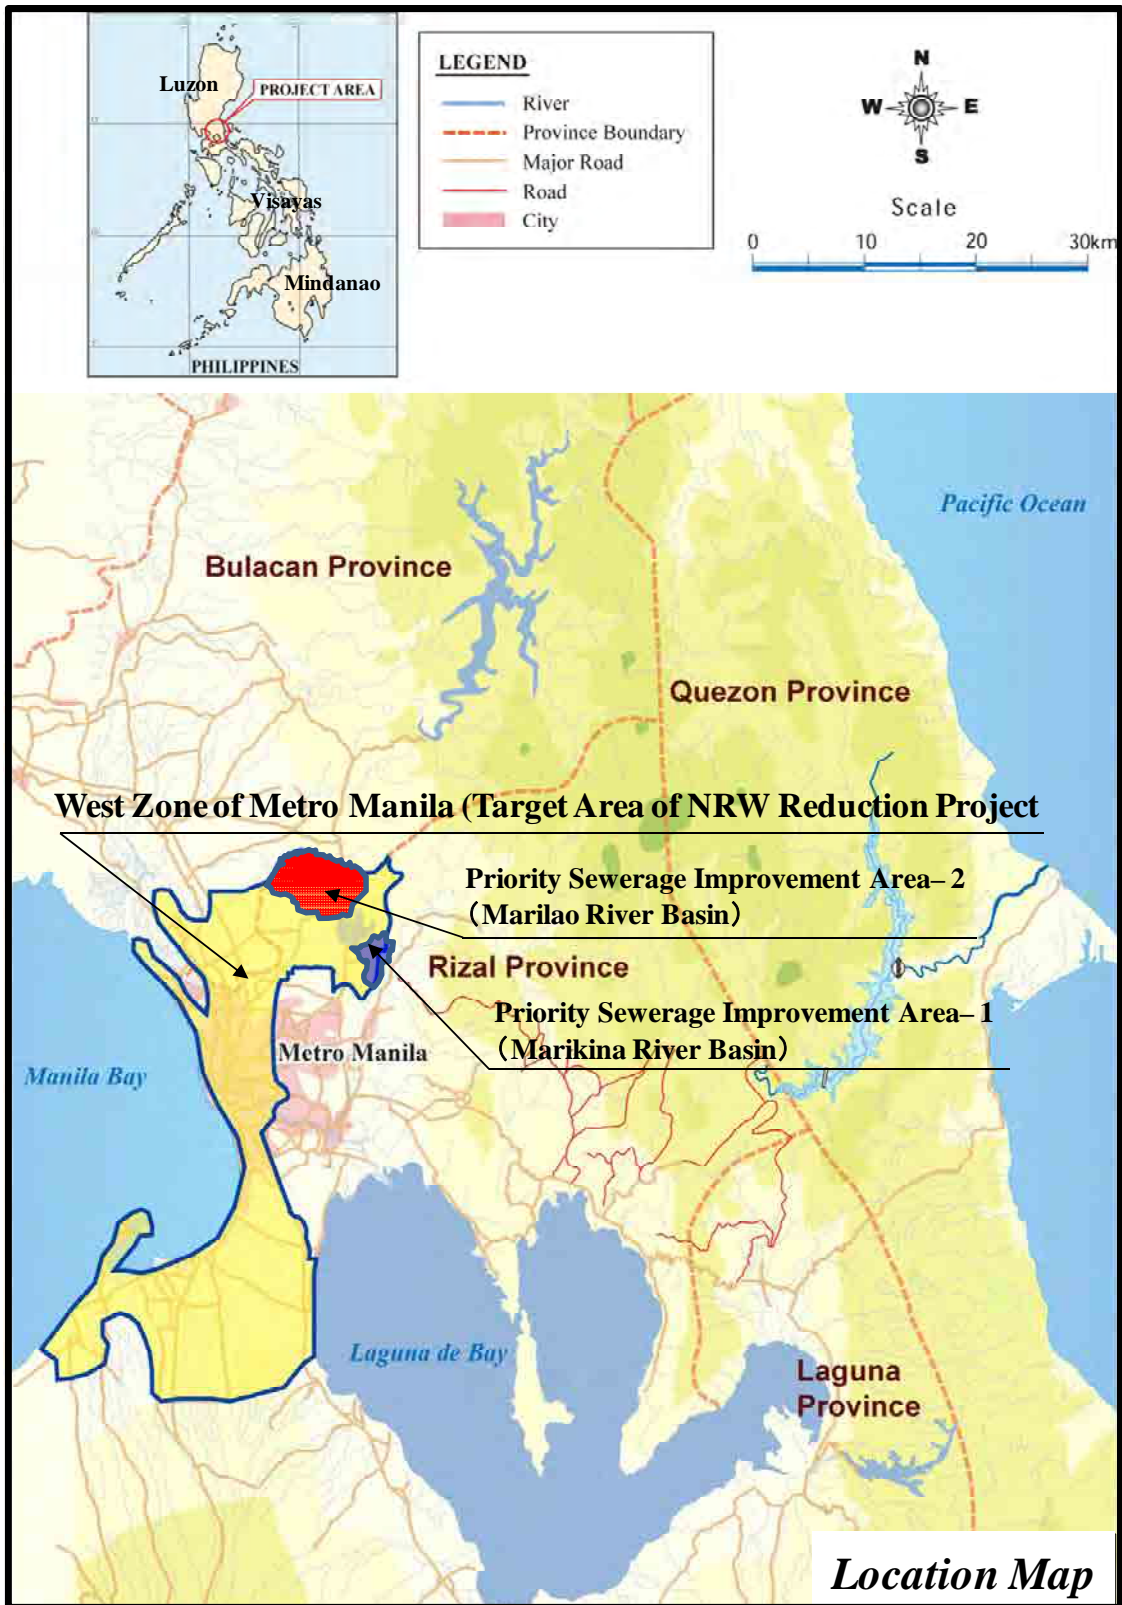 Luzon
PROJECT AREA
Visayas
Mindanao
PHILIPPINES
LEGEND
River
Province Boundary
Major Road
Road
City
N
W E
S
Scale
0 10 20 30km
Pacific Ocean
Bulacan Province
Quezon Province
West Zone of Metro Manila (Target Area of NRW Reduction Project
Priority Sewerage Improvement Area– 2
（Marilao River Basin）
Rizal Province
Priority Sewerage Improvement Area– 1
（Marikina River Basin）
Metro Manila
Manila Bay
Laguna de Bay
Laguna
Province
Location Map